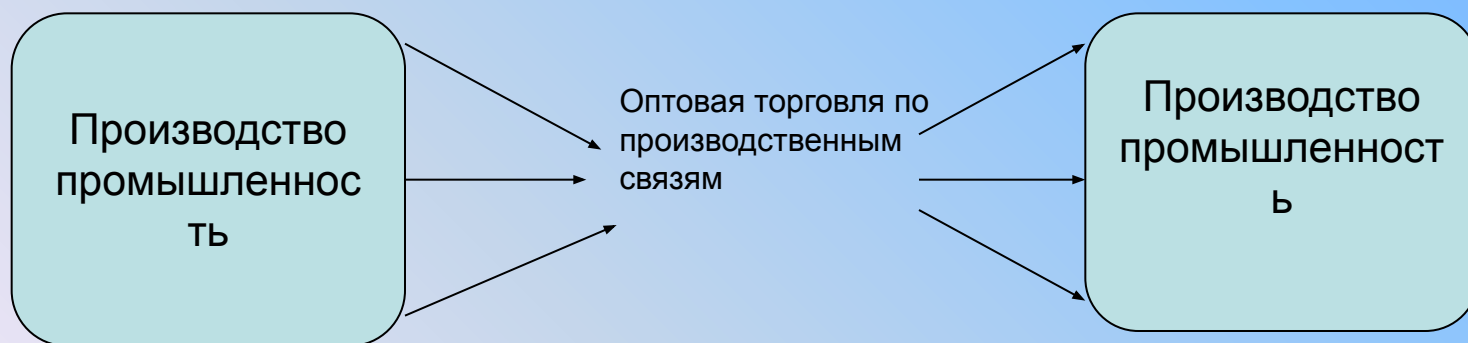 Производство
промышленнос
ть
Оптовая торговля по
производственным
связям
Производство
промышленност
ь